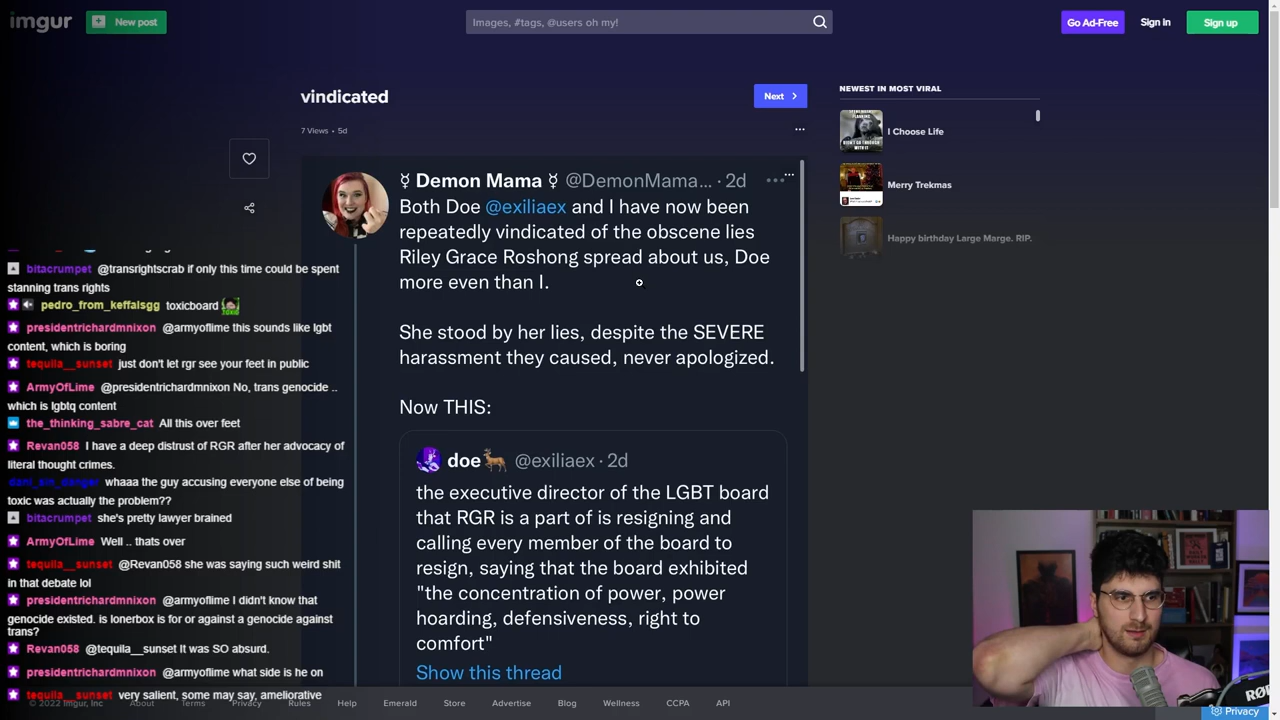 imgur
New post
Images, #tags, @users oh my!
Go Ad-Free
Sign in
Sign up
vindicated
Next
7 Views • 5d
NEWEST IN MOST VIRAL
I Choose Life
Merry Trekmas
Happy birthday Large Marge. RIP.
☿ Demon Mama ☿ @DemonMama... · 2d
Both Doe @exiliaex and I have now been
repeatedly vindicated of the obscene lies
Riley Grace Roshong spread about us, Doe
more even than I.
She stood by her lies, despite the SEVERE
harassment they caused, never apologized.
Now THIS:
doe🦌 @exiliaex · 2d
the executive director of the LGBT board
that RGR is a part of is resigning and
calling every member of the board to
resign, saying that the board exhibited
"the concentration of power, power
hoarding, defensiveness, right to
comfort"
Show this thread
bitacrumpet @transrightscrab if only this time could be spent
stanning trans rights
pedro_from_keffalsgg toxicboard
presidentrichardmnixon @armyoflime this sounds like lgbt
content, which is boring
tequila__sunset just don't let rgr see your feet in public
ArmyOfLime @presidentrichardmnixon No, trans genocide ..
which is lgbtq content
the_thinking_sabre_cat All this over feet
Revan058 I have a deep distrust of RGR after her advocacy of
literal thought crimes.
whaaa the guy accusing everyone else of being
toxic was actually the problem??
bitacrumpet she's pretty lawyer brained
ArmyOfLime Well .. thats over
tequila__sunset @Revan058 she was saying such weird shit
in that debate lol
presidentrichardmnixon @armyoflime I didn't know that
genocide existed. is lonerbox is for or against a genocide against
trans?
Revan058 @tequila__sunset It was SO absurd.
presidentrichardmnixon @armyoflime what side is he on
tequila__sunset very salient, some may say, ameliorative
© 2022 Imgur, Inc About Terms Privacy Rules Help Emerald Store Advertise Blog Wellness CCPA API
Privacy